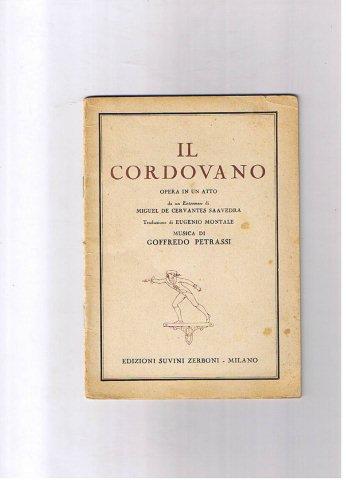 IL
CORDOVANO
OPERA IN UN ATTO
da un Entremes di
MIGUEL DE CERVANTES SAAVEDRA
Traduzione di EUGENIO MONTALE
MUSICA DI
GOFFREDO PETRASSI
EDIZIONI SUVINI ZERBONI - MILANO